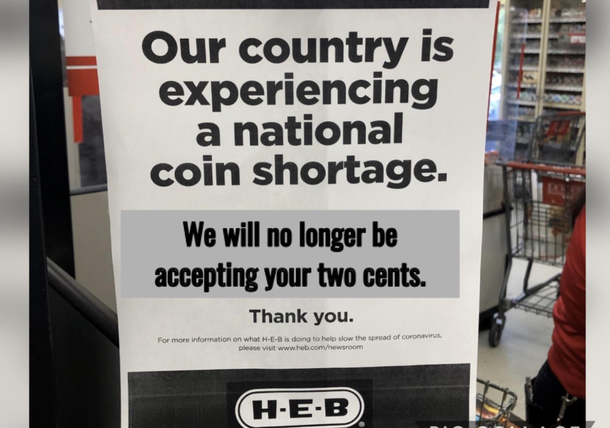 Our country is
experiencing
a national
coin shortage.
We will no longer be
accepting your two cents.
Thank you.
For more information on what H-E-B is doing to help slow the spread of coronavirus,
please visit www.heb.com/newsroom
H-E-B